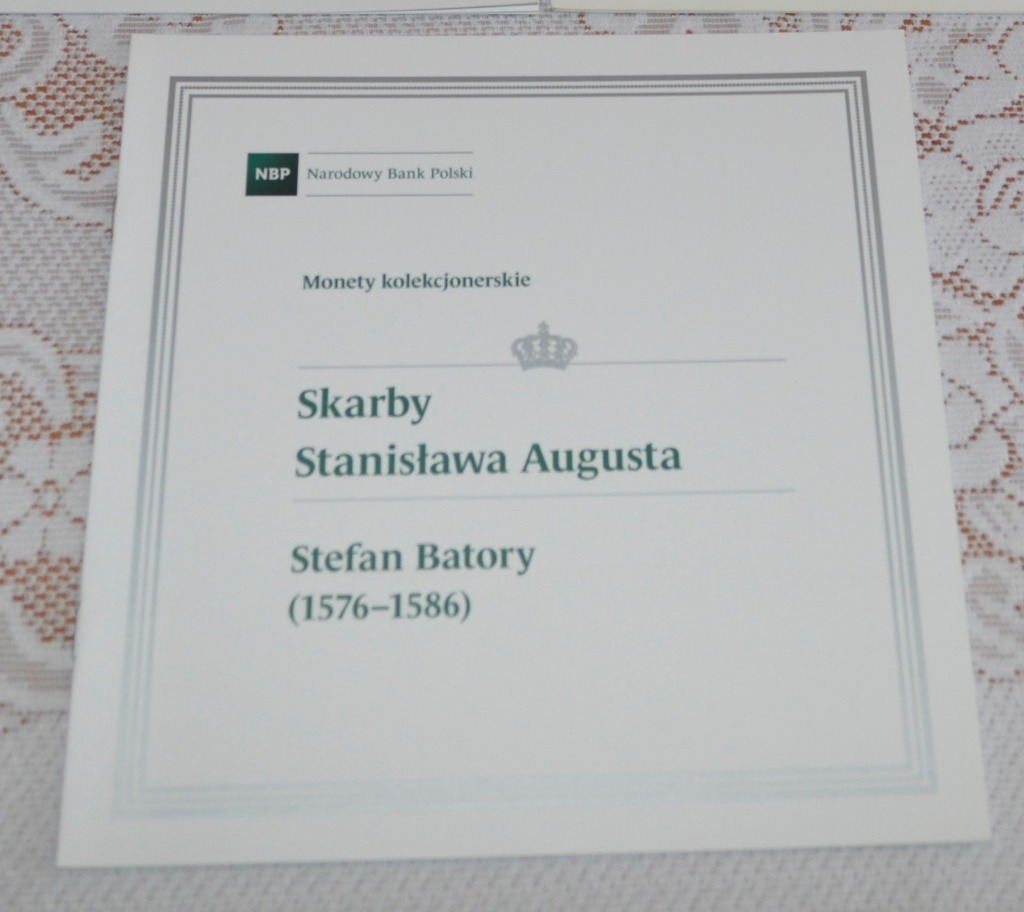 NBP Narodowy Bank Polski
Monety kolekcjonerskie
Skarby
Stanisława Augusta
Stefan Batory
(1576–1586)